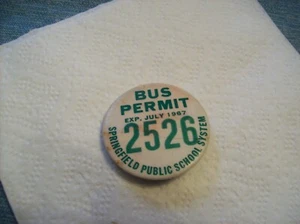 BUS
PERMIT
EXP. JULY 1967
2526
SPRINGFIELD PUBLIC SCHOOL SYSTEM